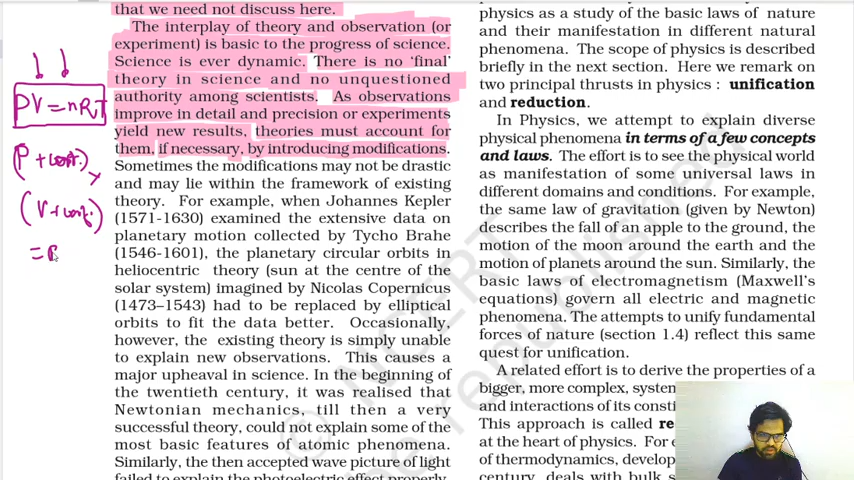 that we need not discuss here.
The interplay of theory and observation (or
experiment) is basic to the progress of science.
Science is ever dynamic. There is no ‘final’
theory in science and no unquestioned
authority among scientists. As observations
improve in detail and precision or experiments
yield new results, theories must account for
them, if necessary, by introducing modifications.
Sometimes the modifications may not be drastic
and may lie within the framework of existing
theory. For example, when Johannes Kepler
(1571-1630) examined the extensive data on
planetary motion collected by Tycho Brahe
(1546-1601), the planetary circular orbits in
heliocentric theory (sun at the centre of the
solar system) imagined by Nicolas Copernicus
(1473–1543) had to be replaced by elliptical
orbits to fit the data better. Occasionally,
however, the existing theory is simply unable
to explain new observations. This causes a
major upheaval in science. In the beginning of
the twentieth century, it was realised that
Newtonian mechanics, till then a very
successful theory, could not explain some of the
most basic features of atomic phenomena.
Similarly, the then accepted wave picture of light
failed to explain the photoelectric effect properly.
PV = nRT
(P +
(V +
=
physics as a study of the basic laws of nature
and their manifestation in different natural
phenomena. The scope of physics is described
briefly in the next section. Here we remark on
two principal thrusts in physics : unification
and reduction.
In Physics, we attempt to explain diverse
physical phenomena in terms of a few concepts
and laws. The effort is to see the physical world
as manifestation of some universal laws in
different domains and conditions. For example,
the same law of gravitation (given by Newton)
describes the fall of an apple to the ground, the
motion of the moon around the earth and the
motion of planets around the sun. Similarly, the
basic laws of electromagnetism (Maxwell’s
equations) govern all electric and magnetic
phenomena. The attempts to unify fundamental
forces of nature (section 1.4) reflect this same
quest for unification.
A related effort is to derive the properties of a
bigger, more complex, system
and interactions of its consti
This approach is called re
at the heart of physics. For e
of thermodynamics, develop
century, deals with bulk s
© NCERT
republished